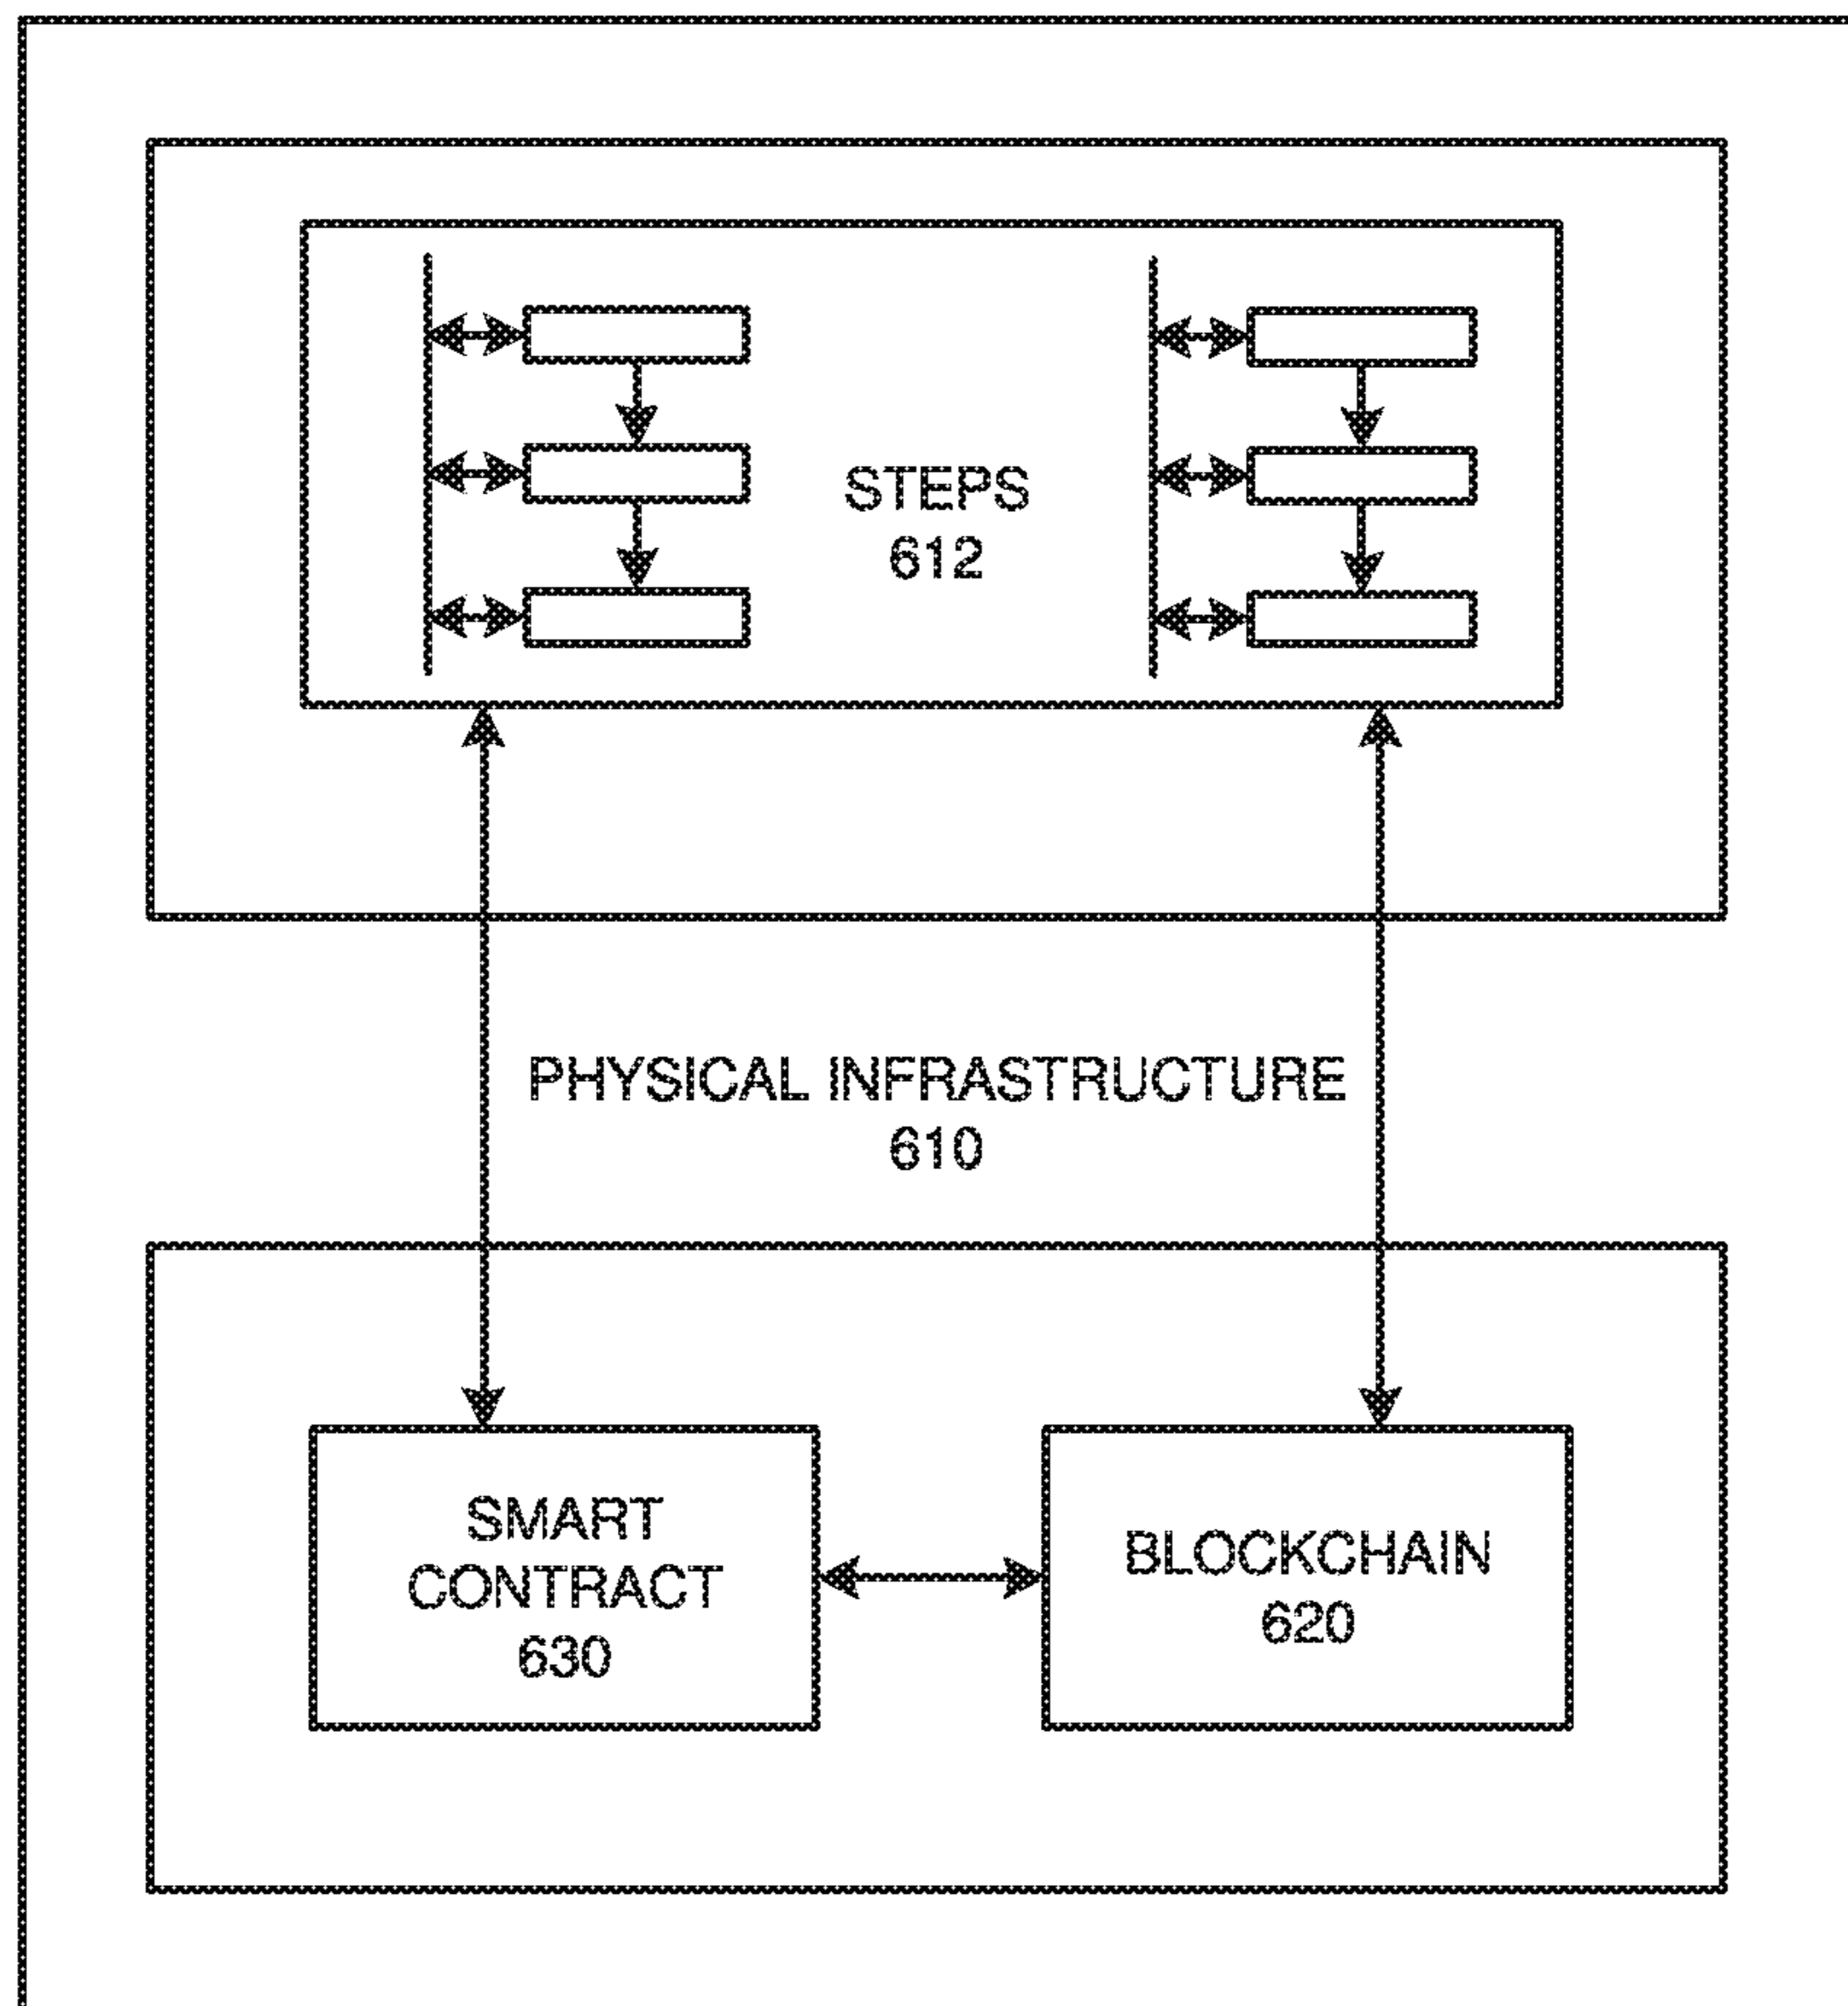 STEPS
612
PHYSICAL INFRASTRUCTURE
610
SMART
CONTRACT
630
BLOCKCHAIN
620